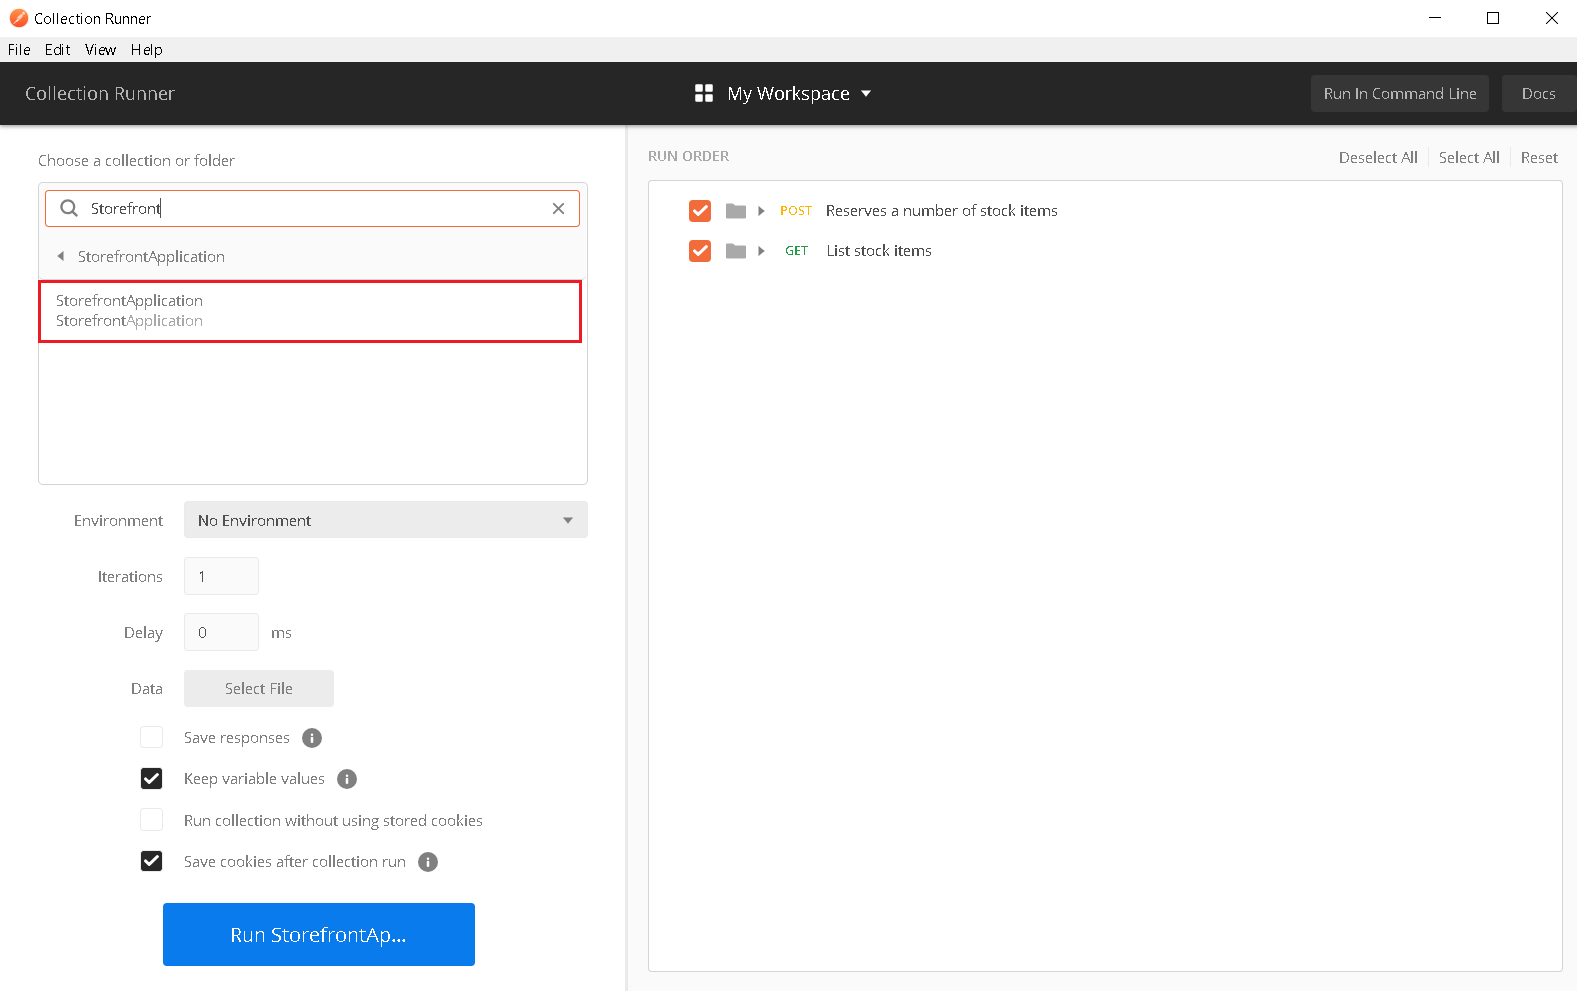 Collection Runner
File Edit View Help
Collection Runner
My Workspace
Run In Command Line
Docs
Choose a collection or folder
Storefront
StorefrontApplication
StorefrontApplication
StorefrontApplication
Environment No Environment
Iterations 1
Delay 0 ms
Data Select File
Save responses
Keep variable values
Run collection without using stored cookies
Save cookies after collection run
Run StorefrontAp...
RUN ORDER
Deselect All Select All Reset
POST Reserves a number of stock items
GET List stock items